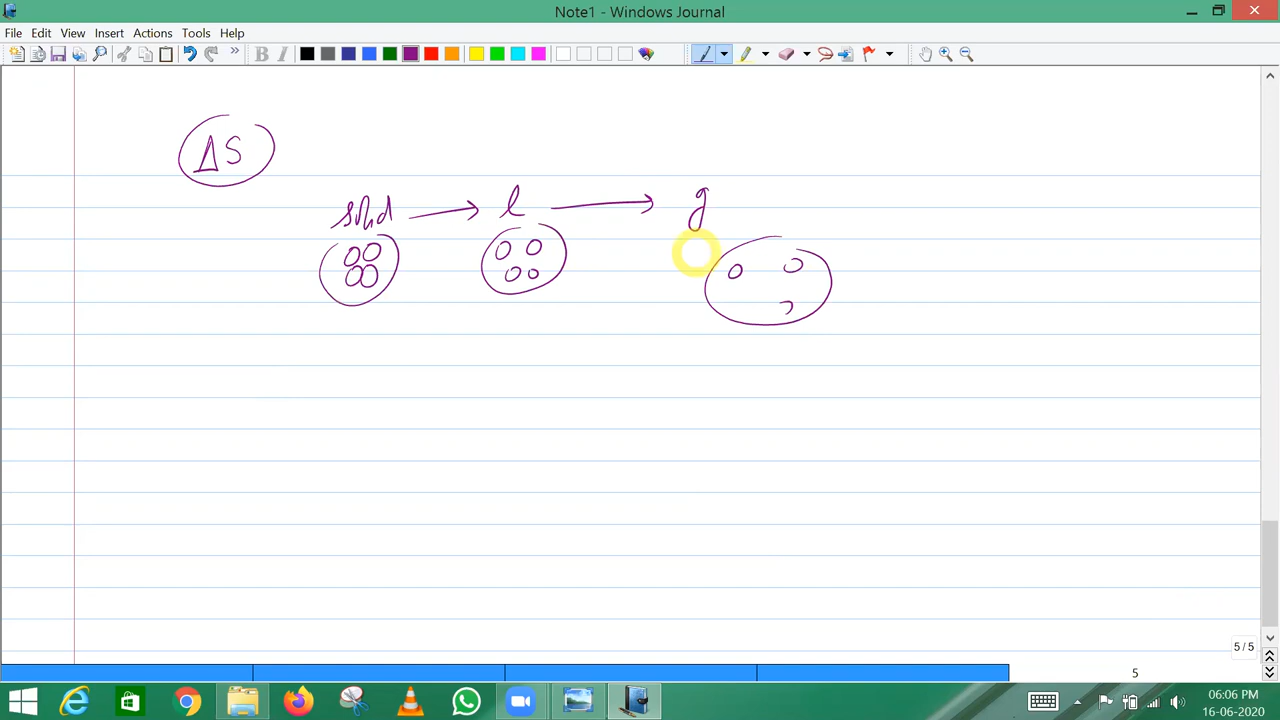 Note1 - Windows Journal
File Edit View Insert Actions Tools Help
B I
ΔS
solid → l → g
5/5
5
06:06 PM
16-06-2020